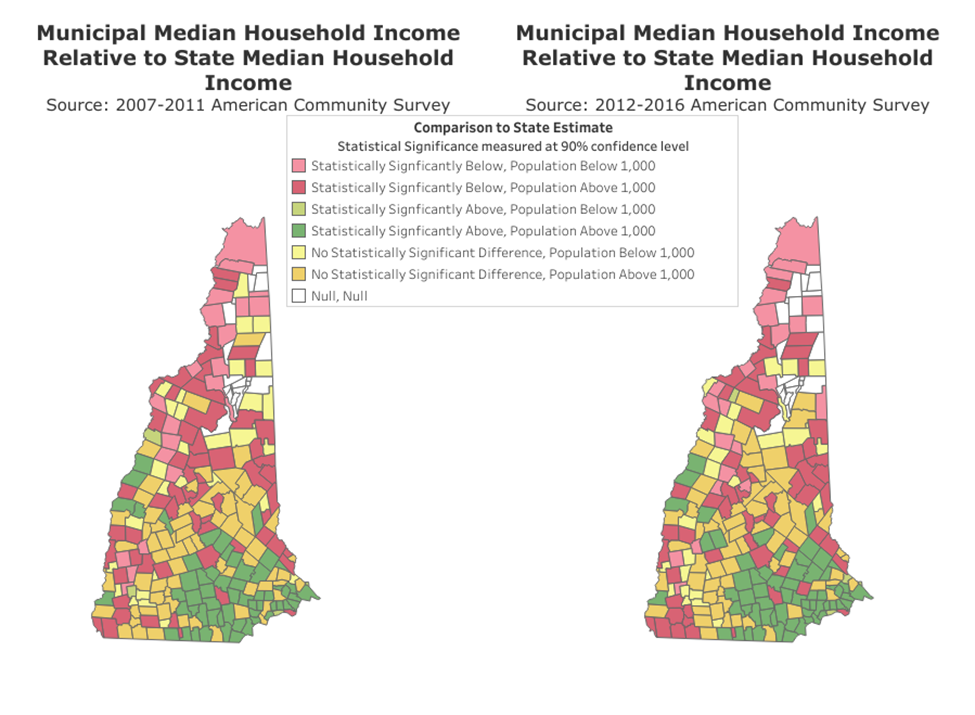 Municipal Median Household Income
Relative to State Median Household
Income
Source: 2007-2011 American Community Survey
Municipal Median Household Income
Relative to State Median Household
Income
Source: 2012-2016 American Community Survey
Comparison to State Estimate
Statistical Significance measured at 90% confidence level
Statistically Signficantly Below, Population Below 1,000
Statistically Signficantly Below, Population Above 1,000
Statistically Signficantly Above, Population Below 1,000
Statistically Signficantly Above, Population Above 1,000
No Statistically Significant Difference, Population Below 1,000
No Statistically Significant Difference, Population Above 1,000
Null, Null